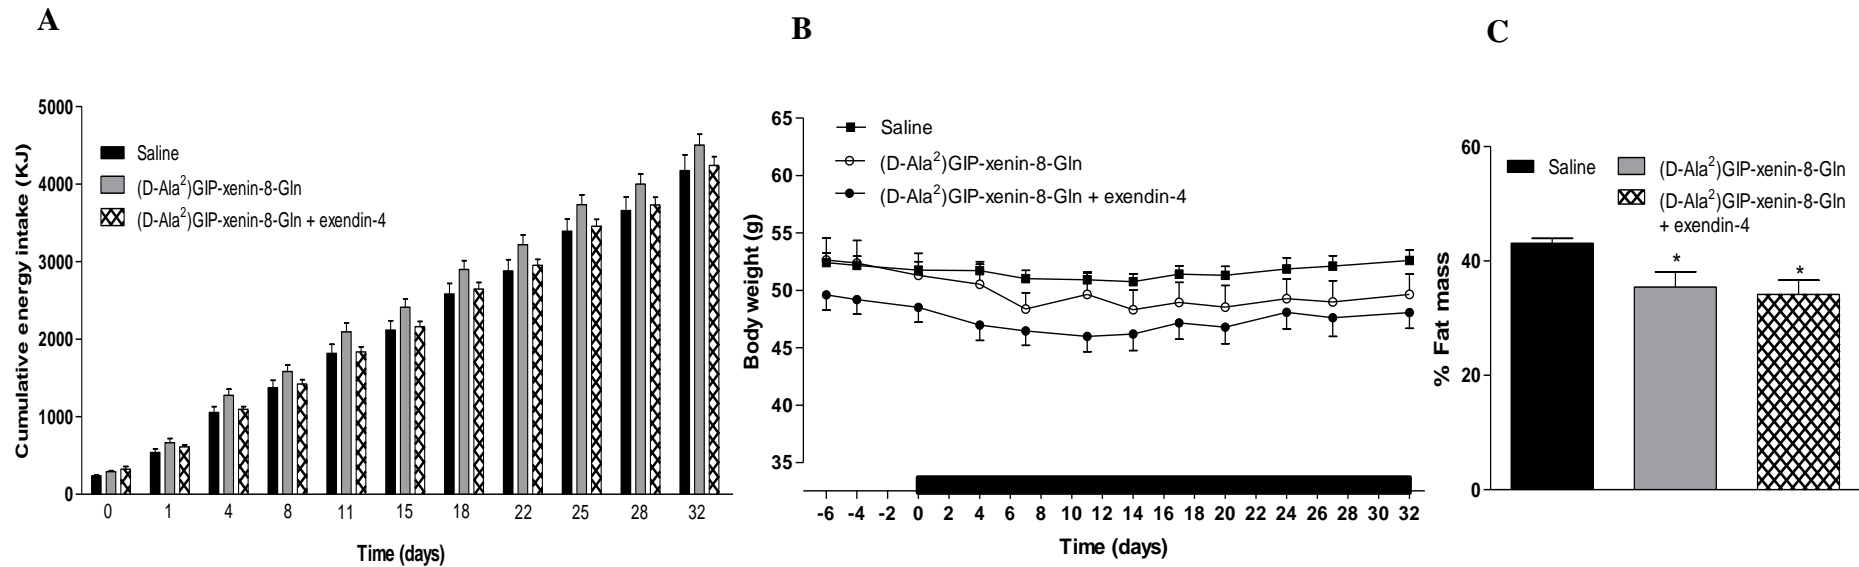 A
Cumulative energy intake (KJ)
5000
4000
3000
2000
1000
0
Saline
(D-Ala²)GIP-xenin-8-Gln
(D-Ala²)GIP-xenin-8-Gln + exendin-4
0 1 4 8 11 15 18 22 25 28 32
Time (days)
B
Body weight (g)
65
60
55
50
45
40
35
Saline
(D-Ala²)GIP-xenin-8-Gln
(D-Ala²)GIP-xenin-8-Gln + exendin-4
-6 -4 -2 0 2 4 6 8 10 12 14 16 18 20 22 24 26 28 30 32
Time (days)
C
% Fat mass
60
40
20
0
Saline
(D-Ala²)GIP-xenin-8-Gln
(D-Ala²)GIP-xenin-8-Gln
+ exendin-4
* *